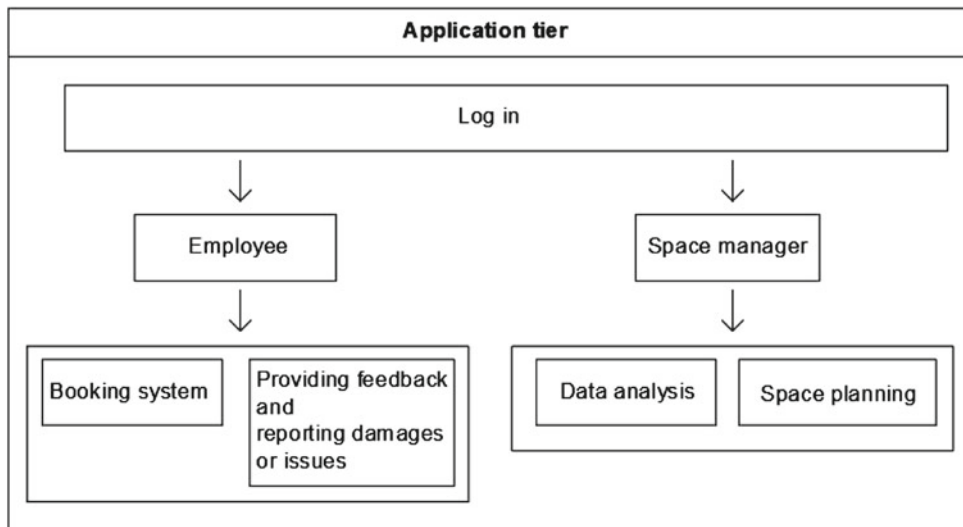 Application tier
Log in
Employee
Space manager
Booking system
Providing feedback
and
reporting damages
or issues
Data analysis
Space planning